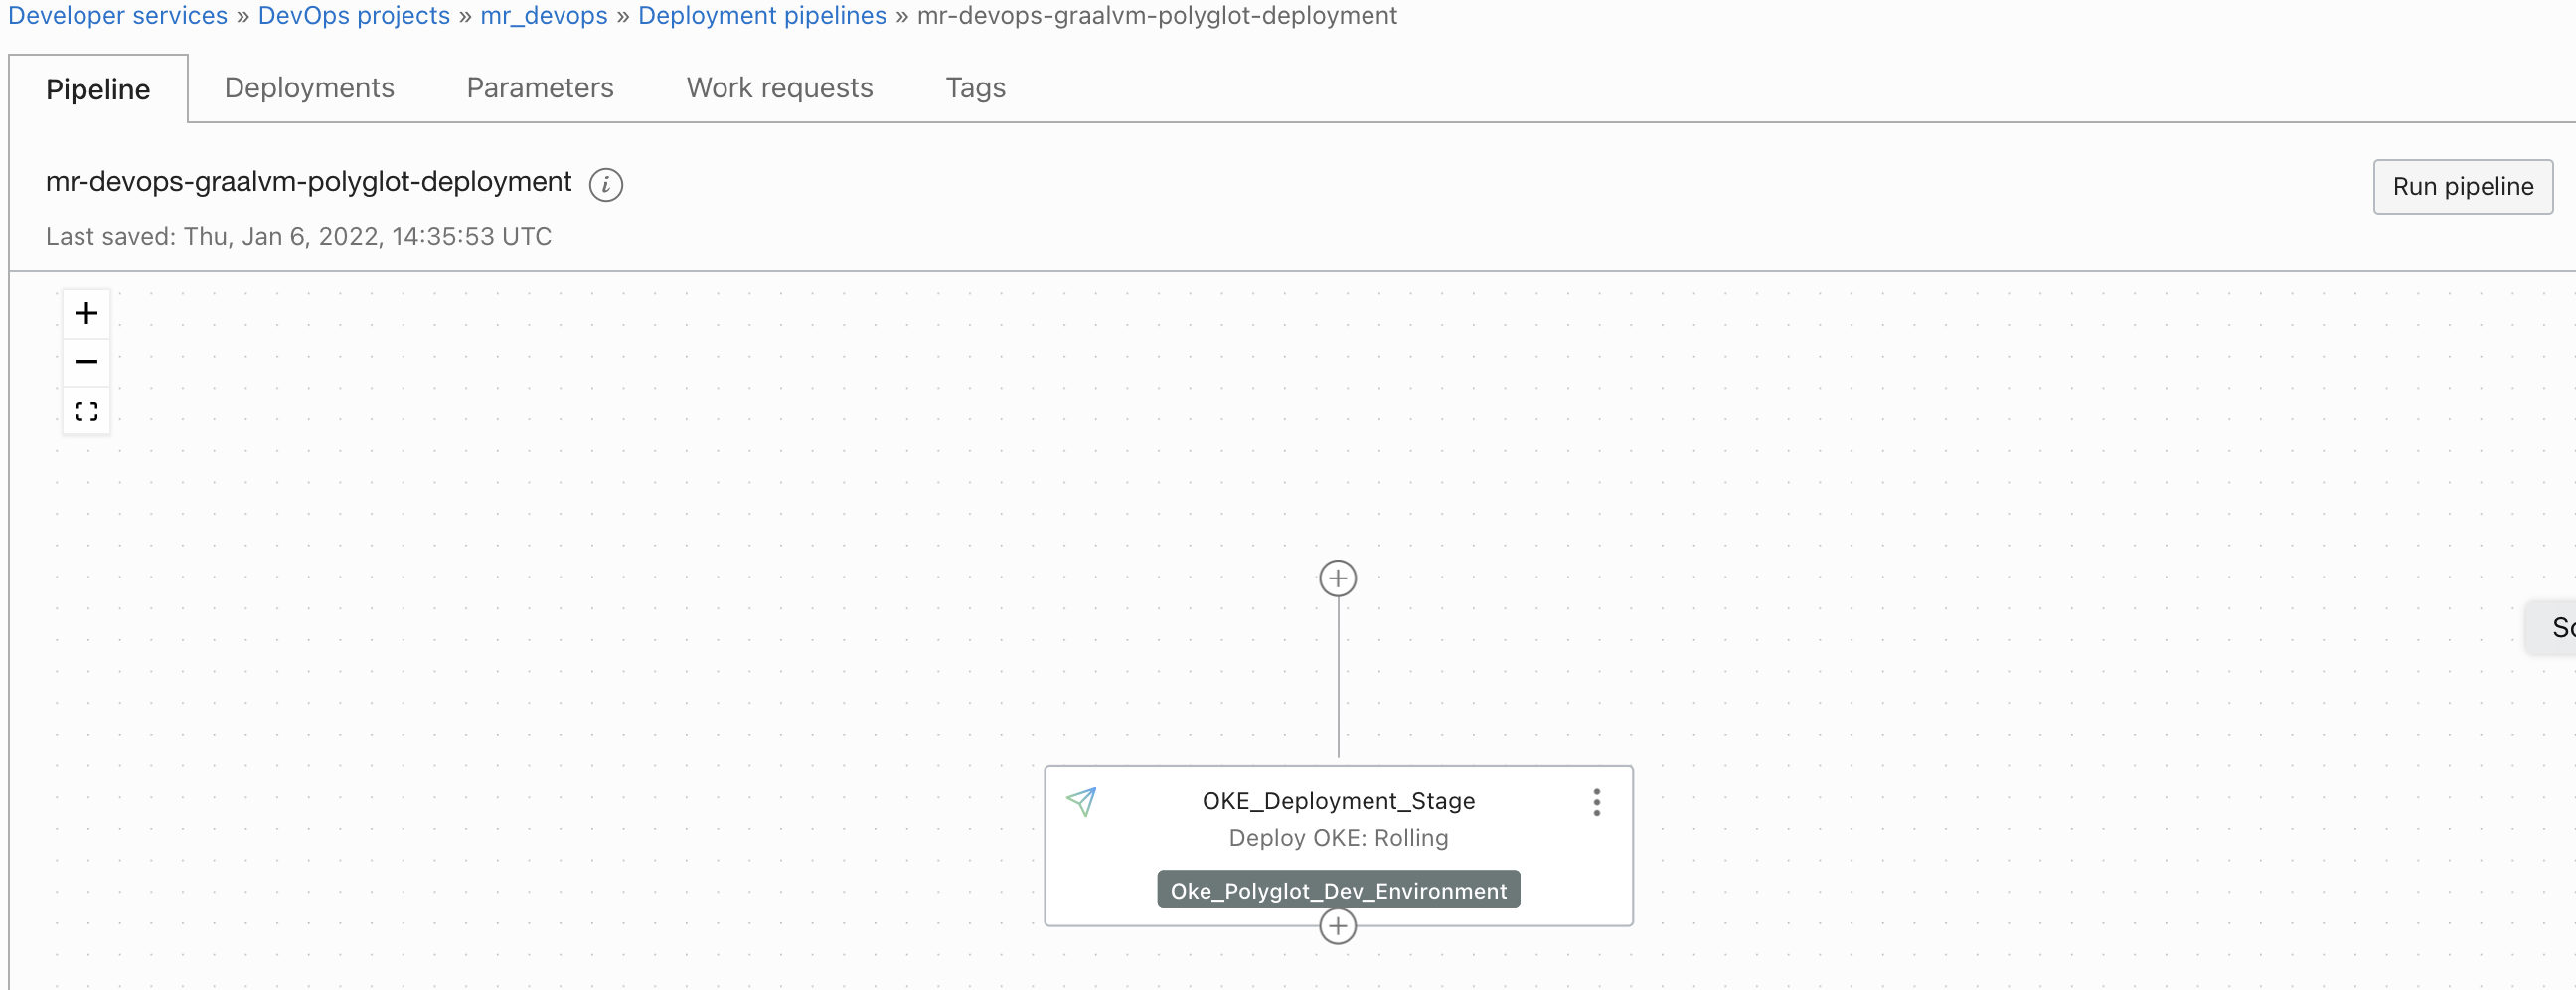 Developer services » DevOps projects » mr_devops » Deployment pipelines » mr-devops-graalvm-polyglot-deployment
Pipeline Deployments Parameters Work requests Tags
mr-devops-graalvm-polyglot-deployment
Run pipeline
Last saved: Thu, Jan 6, 2022, 14:35:53 UTC
OKE_Deployment_Stage
Deploy OKE: Rolling
Oke_Polyglot_Dev_Environment